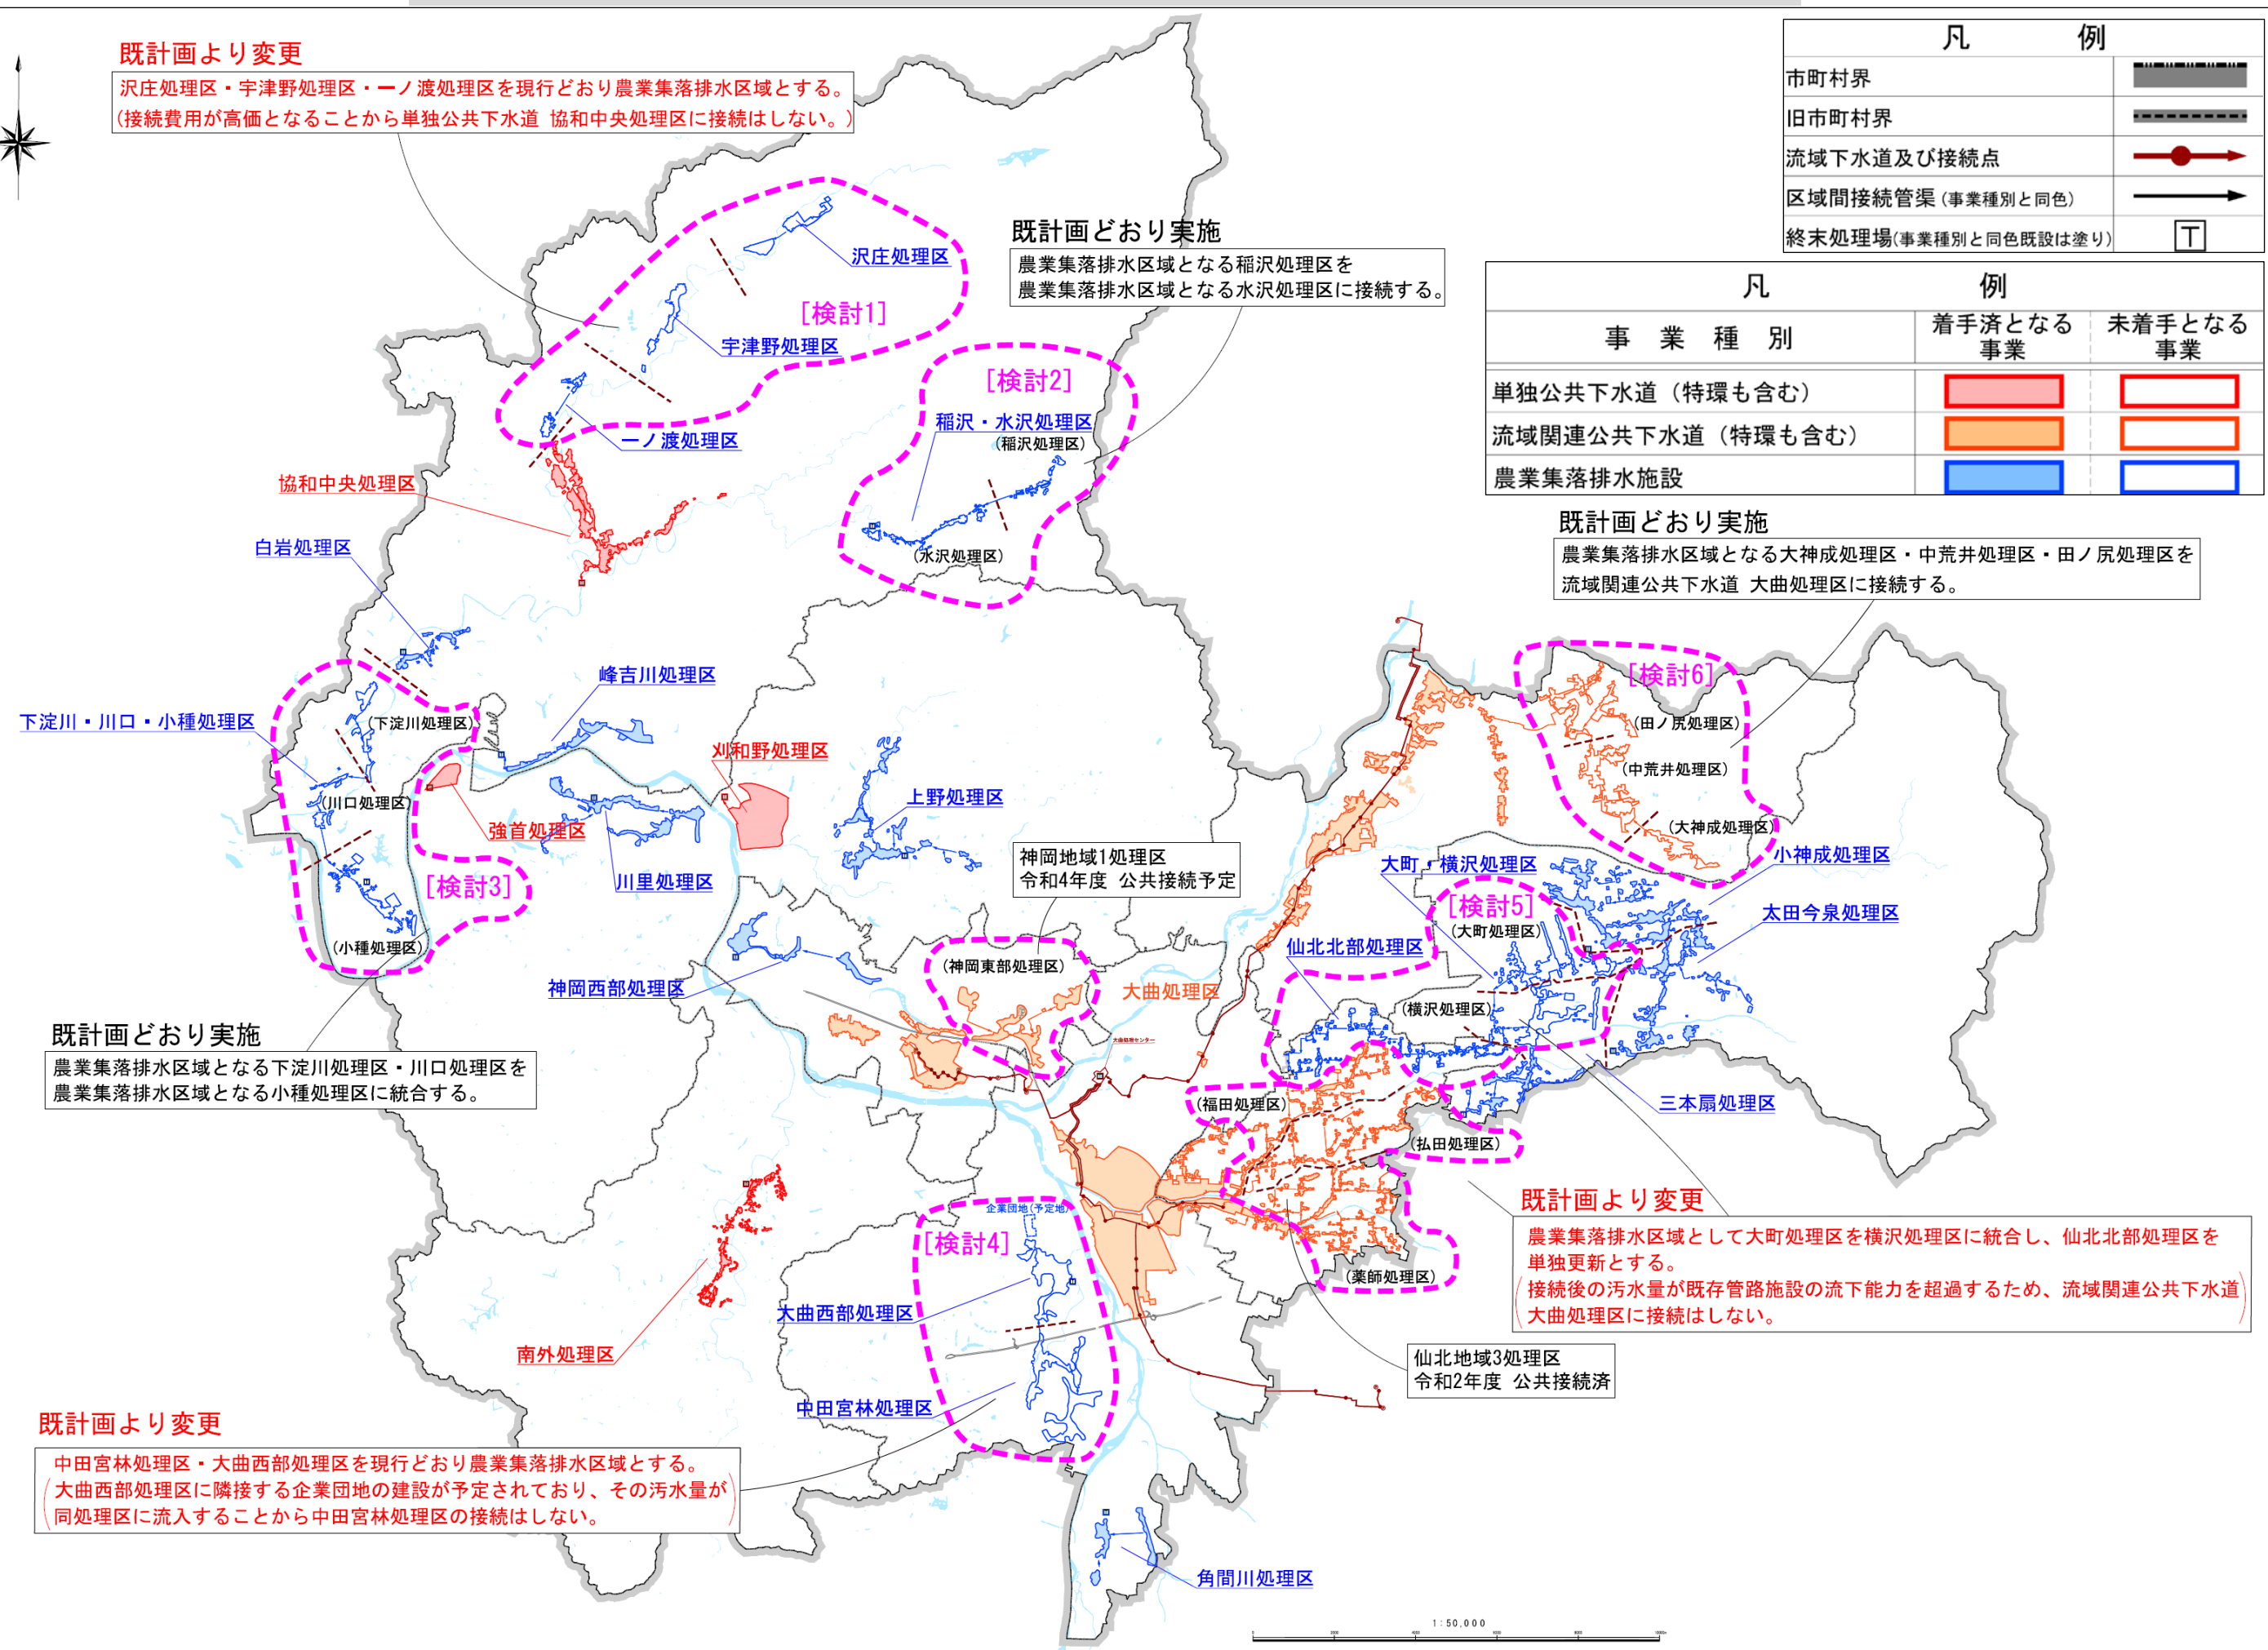 既計画より変更
沢庄処理区・宇津野処理区・一ノ渡処理区を現行どおり農業集落排水区域とする。
(接続費用が高価となることから単独公共下水道 協和中央処理区に接続はしない。)
凡 例
市町村界
旧市町村界
流域下水道及び接続点
区域間接続管渠(事業種別と同色)
終末処理場(事業種別と同色既設は塗り)
T
凡 例
事業種別
着手済となる
事業
未着手となる
事業
単独公共下水道(特環も含む)
流域関連公共下水道(特環も含む)
農業集落排水施設
既計画どおり実施
農業集落排水区域となる稲沢処理区を
農業集落排水区域となる水沢処理区に接続する。
沢庄処理区
[検討1]
宇津野処理区
一ノ渡処理区
[検討2]
稲沢・水沢処理区
(稲沢処理区)
(水沢処理区)
協和中央処理区
白岩処理区
既計画どおり実施
農業集落排水区域となる大神成処理区・中荒井処理区・田ノ尻処理区を
流域関連公共下水道 大曲処理区に接続する。
[検討6]
(田ノ尻処理区)
(中荒井処理区)
(大神成処理区)
峰吉川処理区
下淀川・川口・小種処理区
(下淀川処理区)
(川口処理区)
(小種処理区)
[検討3]
強首処理区
刈和野処理区
川里処理区
上野処理区
神岡地域1処理区
令和4年度 公共接続予定
大町・横沢処理区
小神成処理区
[検討5]
(大町処理区)
太田今泉処理区
仙北北部処理区
(横沢処理区)
(神岡東部処理区)
大曲処理区
神岡西部処理区
大曲処理センター
既計画どおり実施
農業集落排水区域となる下淀川処理区・川口処理区を
農業集落排水区域となる小種処理区に統合する。
(福田処理区)
三本扇処理区
(払田処理区)
(薬師処理区)
既計画より変更
農業集落排水区域として大町処理区を横沢処理区に統合し、仙北北部処理区を
単独更新とする。
(接続後の汚水量が既存管路施設の流下能力を超過するため、流域関連公共下水道
大曲処理区に接続はしない。)
企業団地(予定地)
[検討4]
大曲西部処理区
中田宮林処理区
南外処理区
仙北地域3処理区
令和2年度 公共接続済
既計画より変更
中田宮林処理区・大曲西部処理区を現行どおり農業集落排水区域とする。
(大曲西部処理区に隣接する企業団地の建設が予定されており、その汚水量が
同処理区に流入することから中田宮林処理区の接続はしない。)
角間川処理区
1:50,000